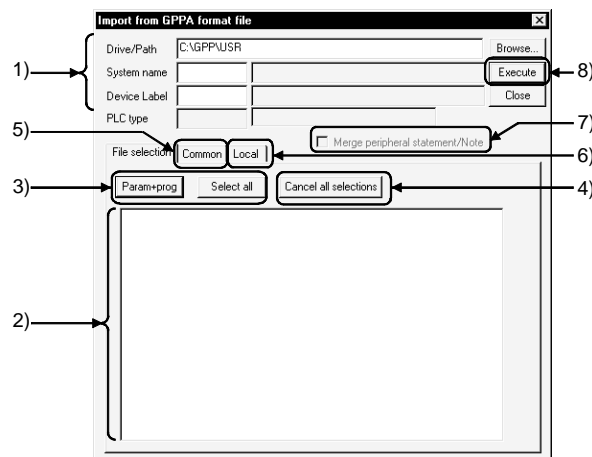 Import from GPPA format file
Drive/Path C:\GPP\USR Browse...
1) System name Execute 8)
Device Label Close
PLC type
7)
5) Merge peripheral statement/Note
File selection Common Local 6)
3) Param+prog Select all Cancel all selections 4)
2)